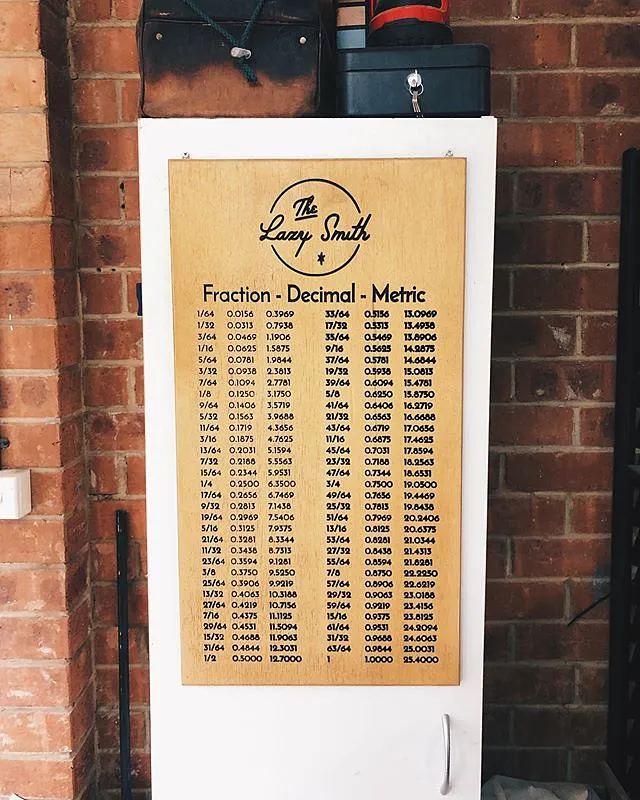 The
Lazy Smith
Fraction - Decimal - Metric
1/64 0.0156 0.3969 33/64 0.5156 13.0969
1/32 0.0313 0.7938 17/32 0.5313 13.4938
3/64 0.0469 1.1906 35/64 0.5469 13.8906
1/16 0.0625 1.5875 9/16 0.5625 14.2875
5/64 0.0781 1.9844 37/64 0.5781 14.6844
3/32 0.0938 2.3813 19/32 0.5938 15.0813
7/64 0.1094 2.7781 39/64 0.6094 15.4781
1/8 0.1250 3.1750 5/8 0.6250 15.8750
9/64 0.1406 3.5719 41/64 0.6406 16.2719
5/32 0.1563 3.9688 21/32 0.6563 16.6688
11/64 0.1719 4.3656 43/64 0.6719 17.0656
3/16 0.1875 4.7625 11/16 0.6875 17.4625
13/64 0.2031 5.1594 45/64 0.7031 17.8594
7/32 0.2188 5.5563 23/32 0.7188 18.2563
15/64 0.2344 5.9531 47/64 0.7344 18.6531
1/4 0.2500 6.3500 3/4 0.7500 19.0500
17/64 0.2656 6.7469 49/64 0.7656 19.4469
9/32 0.2813 7.1438 25/32 0.7813 19.8438
19/64 0.2969 7.5406 51/64 0.7969 20.2406
5/16 0.3125 7.9375 13/16 0.8125 20.6375
21/64 0.3281 8.3344 53/64 0.8281 21.0344
11/32 0.3438 8.7313 27/32 0.8438 21.4313
23/64 0.3594 9.1281 55/64 0.8594 21.8281
3/8 0.3750 9.5250 7/8 0.8750 22.2250
25/64 0.3906 9.9219 57/64 0.8906 22.6219
13/32 0.4063 10.3188 29/32 0.9063 23.0188
27/64 0.4219 10.7156 59/64 0.9219 23.4156
7/16 0.4375 11.1125 15/16 0.9375 23.8125
29/64 0.4531 11.5094 61/64 0.9531 24.2094
15/32 0.4688 11.9063 31/32 0.9688 24.6063
31/64 0.4844 12.3031 63/64 0.9844 25.0031
1/2 0.5000 12.7000 1 1.0000 25.4000